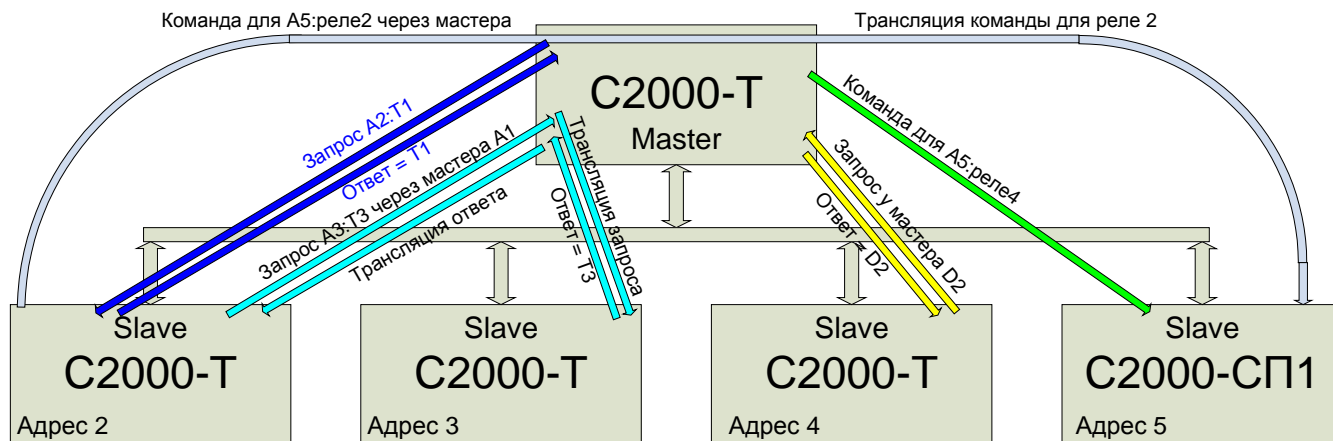 Команда для А5:реле2 через мастера
Трансляция команды для реле 2
С2000-Т
Master
Запрос А2:Т1
Ответ = Т1
Запрос А3:Т3 через мастера А1
Трансляция ответа
Трансляция запроса
Ответ = Т3
Запрос у мастера D2
Ответ = D2
Команда для А5:реле4
Slave
С2000-Т
Адрес 2
Slave
С2000-Т
Адрес 3
Slave
С2000-Т
Адрес 4
Slave
С2000-СП1
Адрес 5